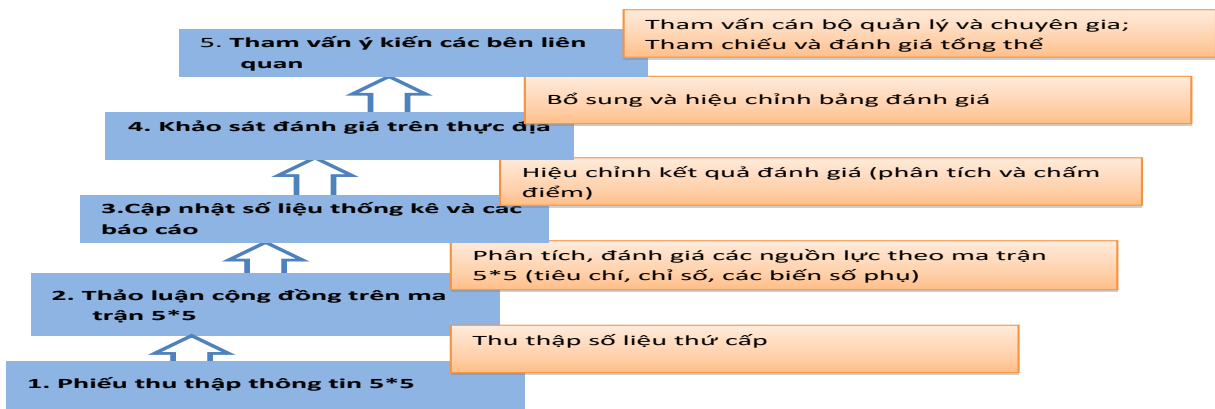 Tham vấn cán bộ quản lý và chuyên gia;
Tham chiếu và đánh giá tổng thể
5. Tham vấn ý kiến các bên liên
quan
Bổ sung và hiệu chỉnh bảng đánh giá
4. Khảo sát đánh giá trên thực địa
Hiệu chỉnh kết quả đánh giá (phân tích và chấm
điểm)
3.Cập nhật số liệu thống kê và các
báo cáo
Phân tích, đánh giá các nguồn lực theo ma trận
5*5 (tiêu chí, chỉ số, các biến số phụ)
2. Thảo luận cộng đồng trên ma
trận 5*5
Thu thập số liệu thứ cấp
1. Phiếu thu thập thông tin 5*5